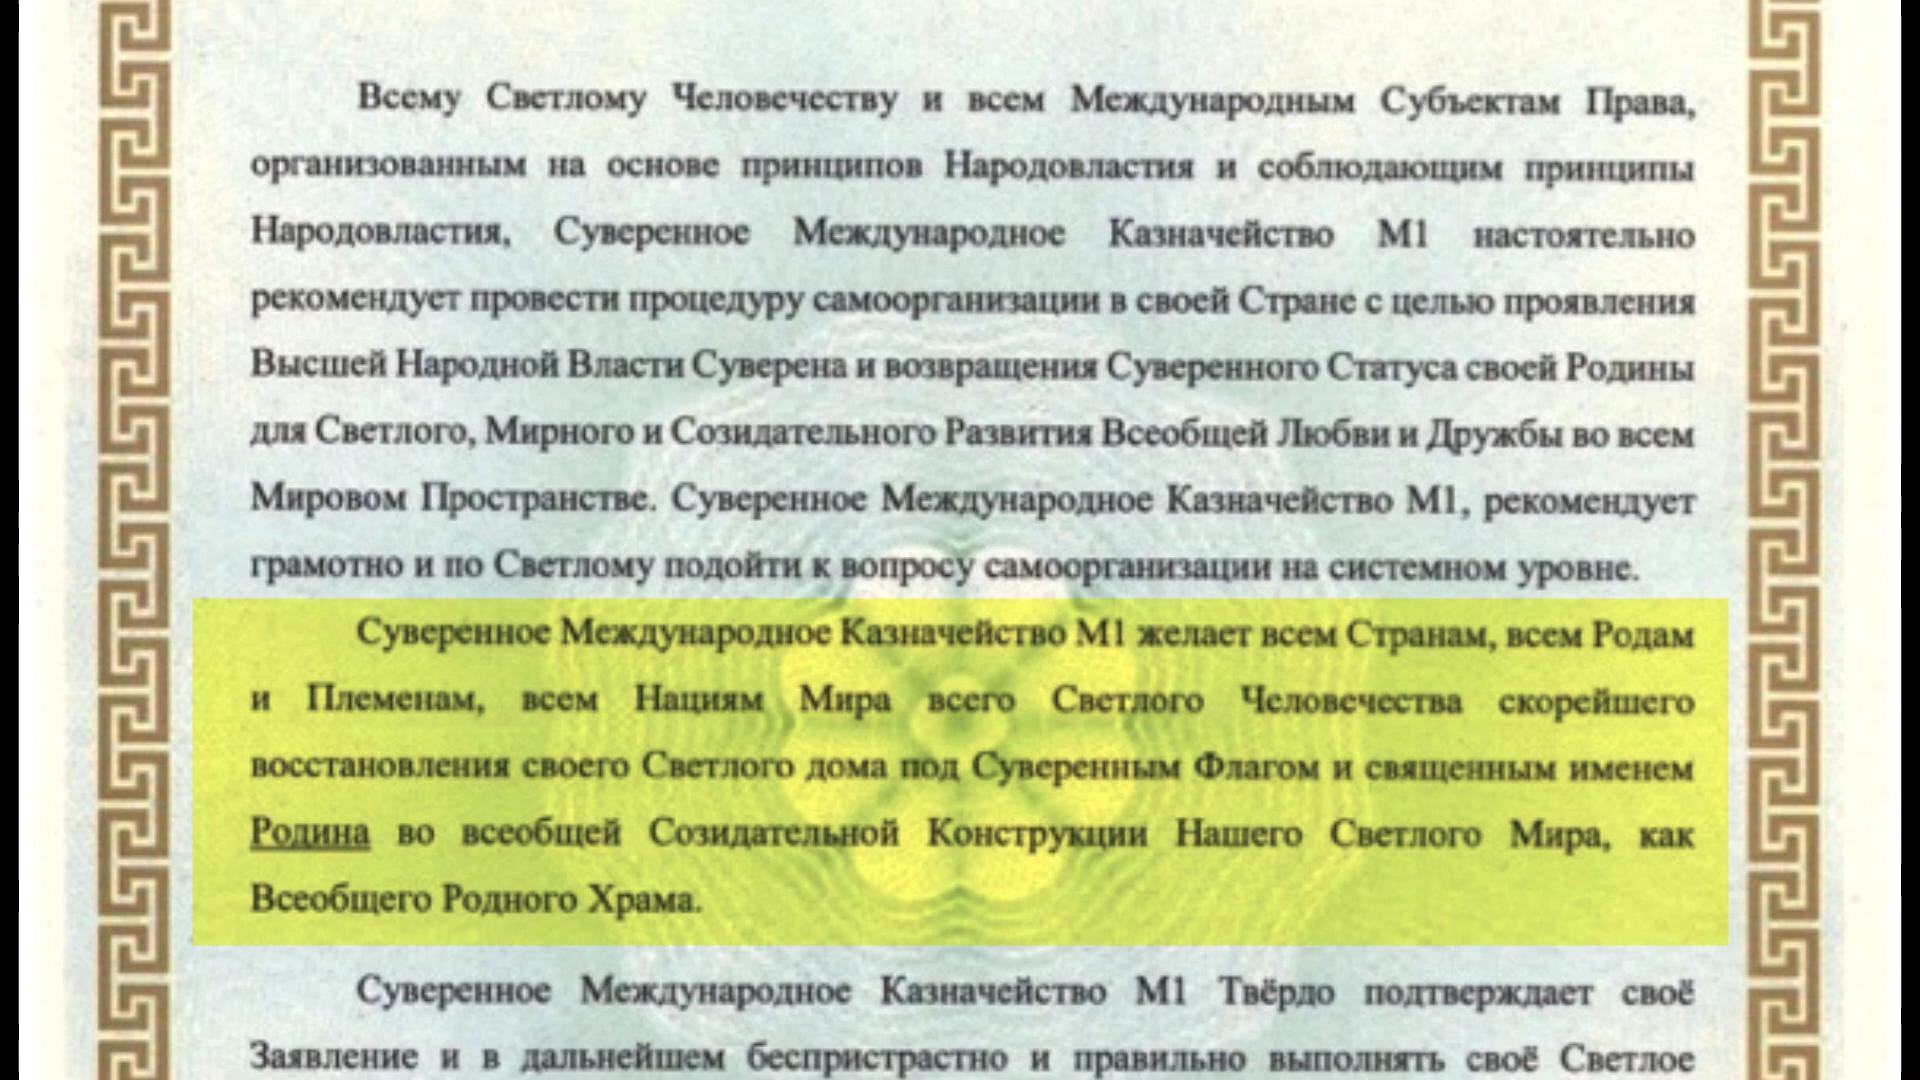 Всему Светлому Человечеству и всем Международным Субъектам Права,
организованным на основе принципов Народовластия и соблюдающим принципы
Народовластия, Суверенное Международное Казначейство М1 настоятельно
рекомендует провести процедуру самоорганизации в своей Стране с целью проявления
Высшей Народной Власти Суверена и возвращения Суверенного Статуса своей Родины
для Светлого, Мирного и Созидательного Развития Всеобщей Любви и Дружбы во всем
Мировом Пространстве. Суверенное Международное Казначейство М1, рекомендует
грамотно и по Светлому подойти к вопросу самоорганизации на системном уровне.
Суверенное Международное Казначейство М1 желает всем Странам, всем Родам
и Племенам, всем Нациям Мира всего Светлого Человечества скорейшего
восстановления своего Светлого дома под Суверенным Флагом и священным именем
Родина во всеобщей Созидательной Конструкции Нашего Светлого Мира, как
Всеобщего Родного Храма.
Суверенное Международное Казначейство М1 Твёрдо подтверждает своё
Заявление и в дальнейшем беспристрастно и правильно выполнять своё Светлое